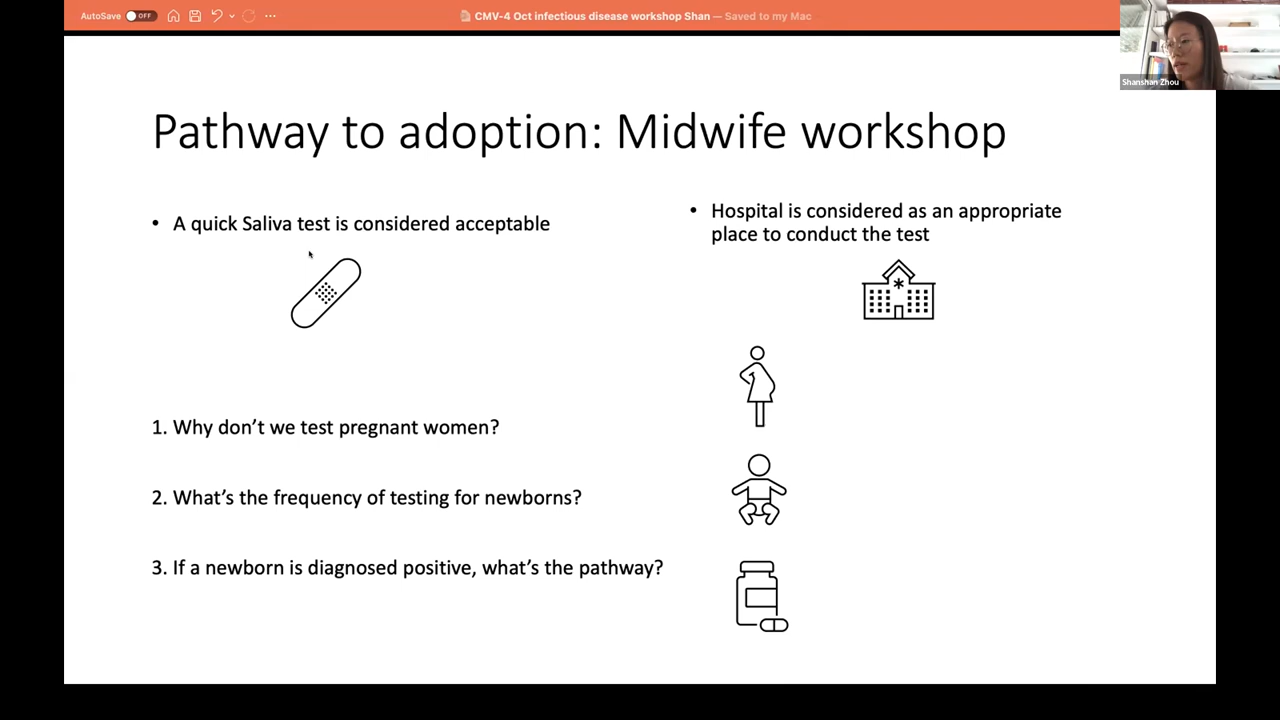 AutoSave OFF
CMV-4 Oct infectious disease workshop Shan — Saved to my Mac
Shanshan Zhou
Pathway to adoption: Midwife workshop
• A quick Saliva test is considered acceptable
• Hospital is considered as an appropriate
place to conduct the test
1. Why don’t we test pregnant women?
2. What’s the frequency of testing for newborns?
3. If a newborn is diagnosed positive, what’s the pathway?